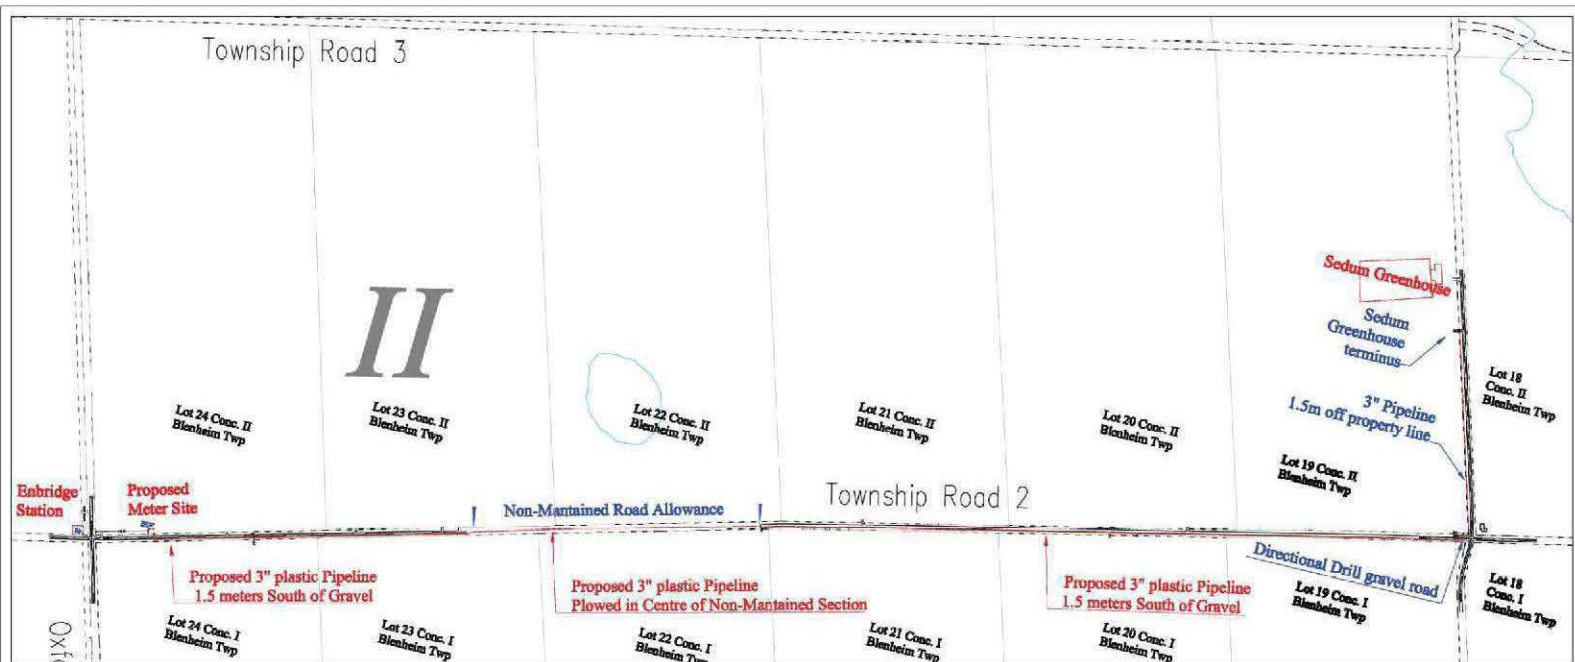 Township Road 3
II
Sedum Greenhouse
Sedum
Greenhouse
terminus
Lot 18
Conc. II
Blenheim Twp
3" Pipeline
1.5m off property line
Lot 24 Conc. II
Blenheim Twp
Lot 23 Conc. II
Blenheim Twp
Lot 22 Conc. II
Blenheim Twp
Lot 21 Conc. II
Blenheim Twp
Lot 20 Conc. II
Blenheim Twp
Lot 19 Conc. II
Blenheim Twp
Enbridge
Station
Proposed
Meter Site
Non-Mantained Road Allowance
Township Road 2
Directional Drill gravel road
Proposed 3" plastic Pipeline
1.5 meters South of Gravel
Proposed 3" plastic Pipeline
Plowed in Centre of Non-Mantained Section
Proposed 3" plastic Pipeline
1.5 meters South of Gravel
Lot 24 Conc. I
Blenheim Twp
Lot 23 Conc. I
Blenheim Twp
Lot 22 Conc. I
Blenheim Twp
Lot 21 Conc. I
Blenheim Twp
Lot 20 Conc. I
Blenheim Twp
Lot 19 Conc. I
Blenheim Twp
Lot 18
Conc. I
Blenheim Twp